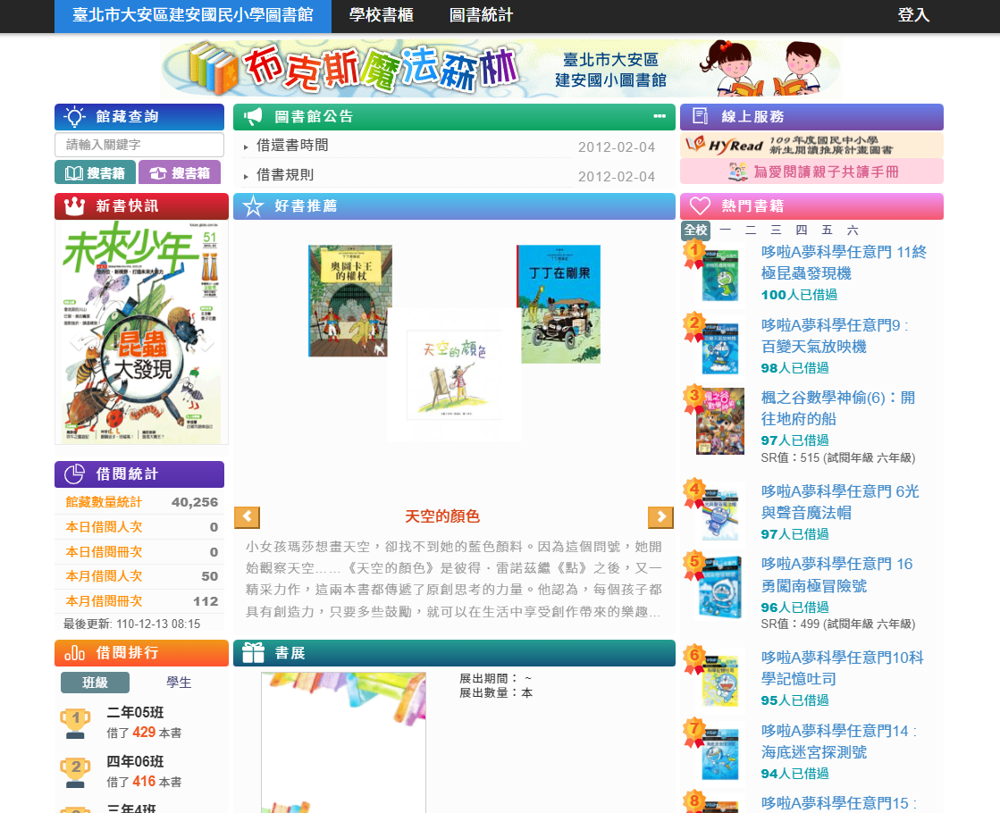 臺北市大安區建安國民小學圖書館 學校書櫃 圖書統計 登入
布克斯魔法森林
臺北市大安區
建安國小圖書館
館藏查詢
請輸入關鍵字
搜書籍 搜書箱
圖書館公告
借還書時間 2012-02-04
借書規則 2012-02-04
線上服務
HyRead 109年度國民中小學
新生閱讀推廣計畫圖書
為愛閱讀親子共讀手冊
新書快訊
未來少年
51
昆蟲
大發現
借閱統計
館藏數量統計 40,256
本日借閱人次 0
本日借閱冊次 0
本月借閱人次 50
本月借閱冊次 112
最後更新: 110-12-13 08:15
借閱排行
班級 學生
1
二年05班
借了 429 本書
2
四年06班
借了 416 本書
三年4班
好書推薦
奧圖卡王
的權杖
丁丁在剛果
天空的顏色
天空的顏色
小女孩瑪莎想畫天空，卻找不到她的藍色顏料。因為這個問號，她開
始觀察天空……《天空的顏色》是彼得．雷諾茲繼《點》之後，又一
精采力作，這兩本書都傳遞了原創思考的力量。他認為，每個孩子都
具有創造力，只要多些鼓勵，就可以在生活中享受創作帶來的樂趣...
書展
展出期間： ~
展出數量：本
熱門書籍
全校 一 二 三 四 五 六
1
哆啦A夢科學任意門 11終
極昆蟲發現機
100人已借過
2
哆啦A夢科學任意門9 :
百變天氣放映機
98人已借過
3
楓之谷數學神偷(6)：開
往地府的船
97人已借過
SR值：515 (試閱年級 六年級)
4
哆啦A夢科學任意門 6光
與聲音魔法帽
97人已借過
5
哆啦A夢科學任意門 16
勇闖南極冒險號
96人已借過
SR值：499 (試閱年級 六年級)
6
哆啦A夢科學任意門10科
學記憶吐司
95人已借過
7
哆啦A夢科學任意門14 :
海底迷宮探測號
94人已借過
8
哆啦A夢科學任意門15 :